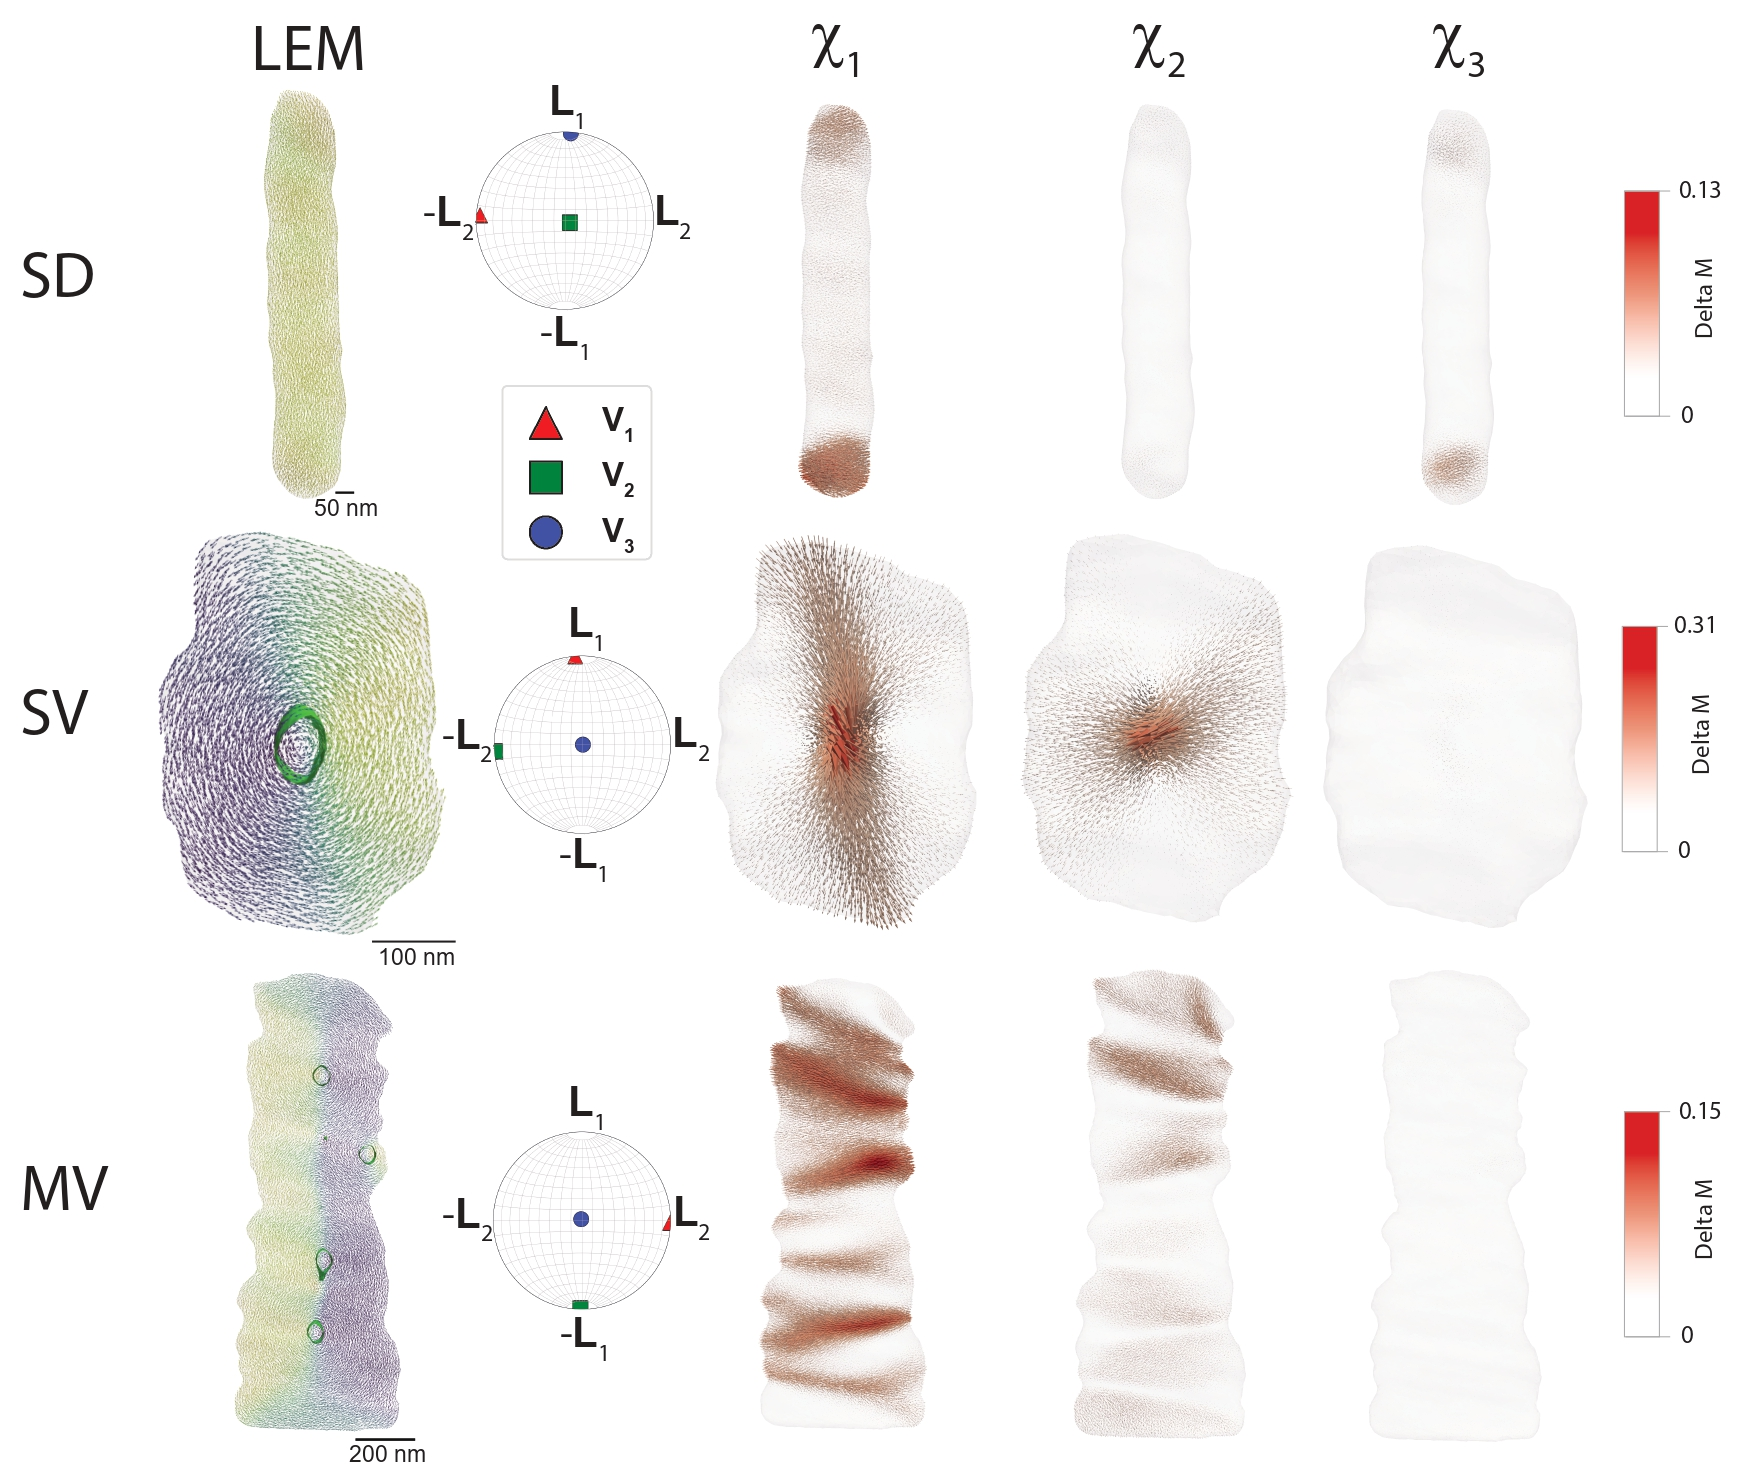 LEM χ1 χ2 χ3
SD
L1
-L2 L2
-L1
50 nm
V1
V2
V3
0.13
Delta M
0
SV
L1
-L2 L2
-L1
100 nm
0.31
Delta M
0
MV
L1
-L2 L2
-L1
200 nm
0.15
Delta M
0